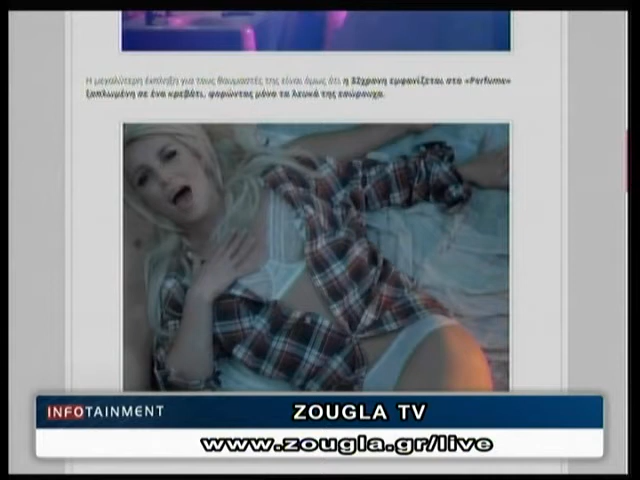 Η μεγαλύτερη έκπληξη για τους θαυμαστές της είναι όμως ότι η 32χρονη εμφανίζεται στο «Perfume»
ξαπλωμένη σε ένα κρεβάτι, φορώντας μόνο τα λευκά της εσώρουχα.
INFOTAINMENT
ZOUGLA TV
www.zougla.gr/live